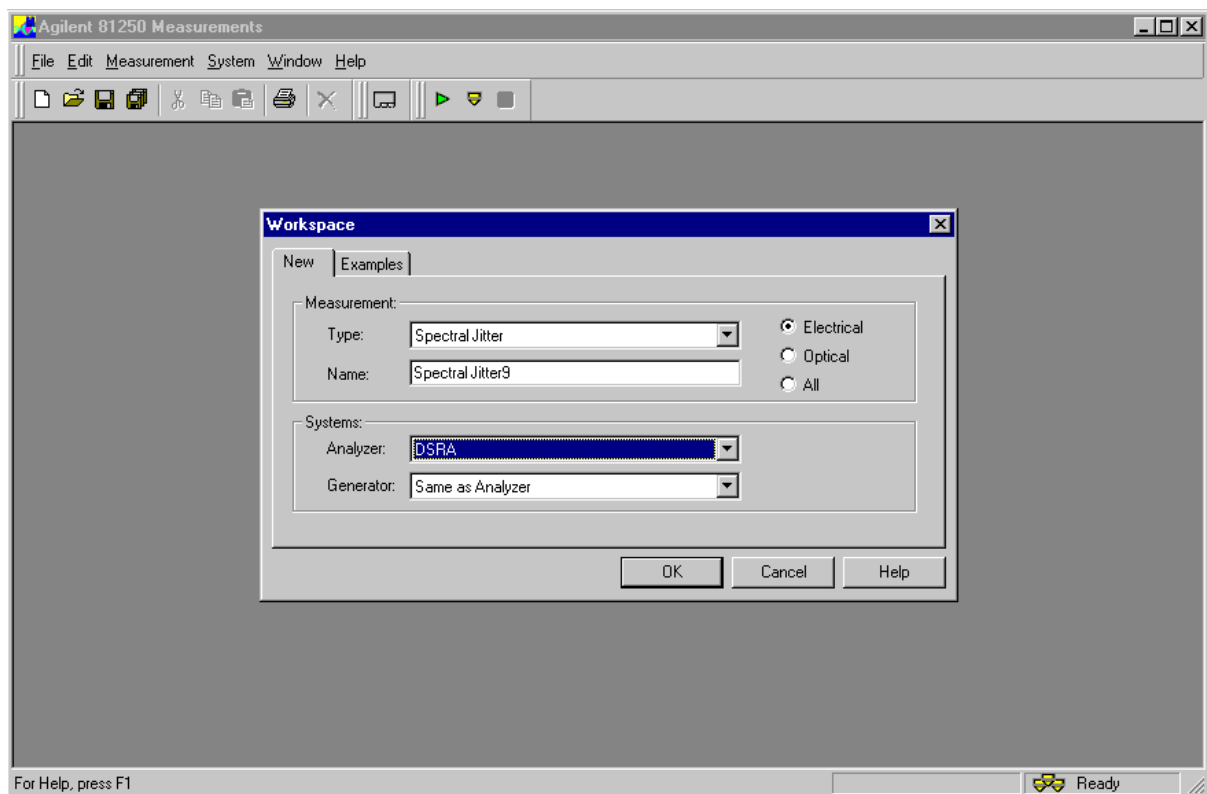 Agilent 81250 Measurements
File Edit Measurement System Window Help
Workspace
New Examples
Measurement:
Type: Spectral Jitter
Name: Spectral Jitter9
Electrical
Optical
All
Systems:
Analyzer: DSRA
Generator: Same as Analyzer
OK Cancel Help
For Help, press F1 Ready